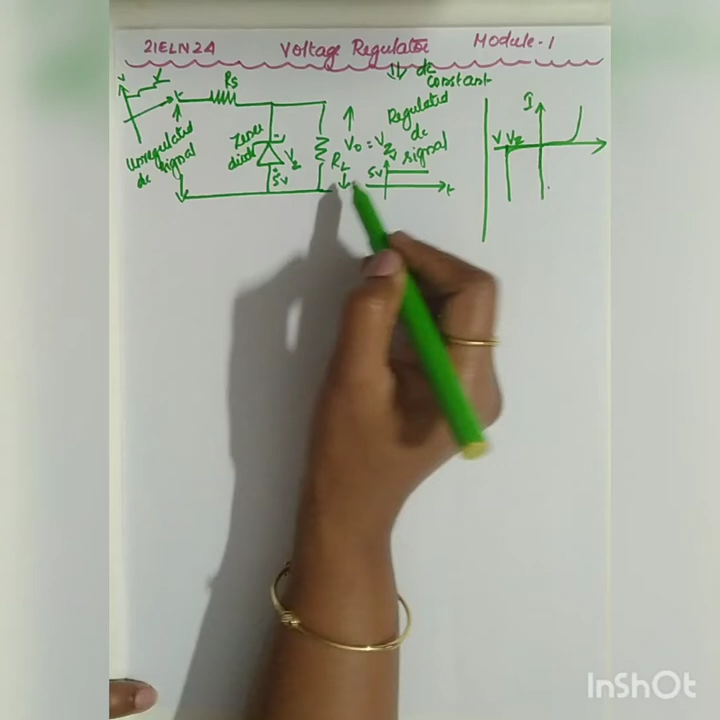 21ELN24 Voltage Regulator Module-1
dc
constant
V
t
Unregulated
dc signal
Rs
Zener
diode
Vz
5v
RL
Vo = Vz
Regulated
dc
signal
V
5v
t
I
V Vz
InShOt